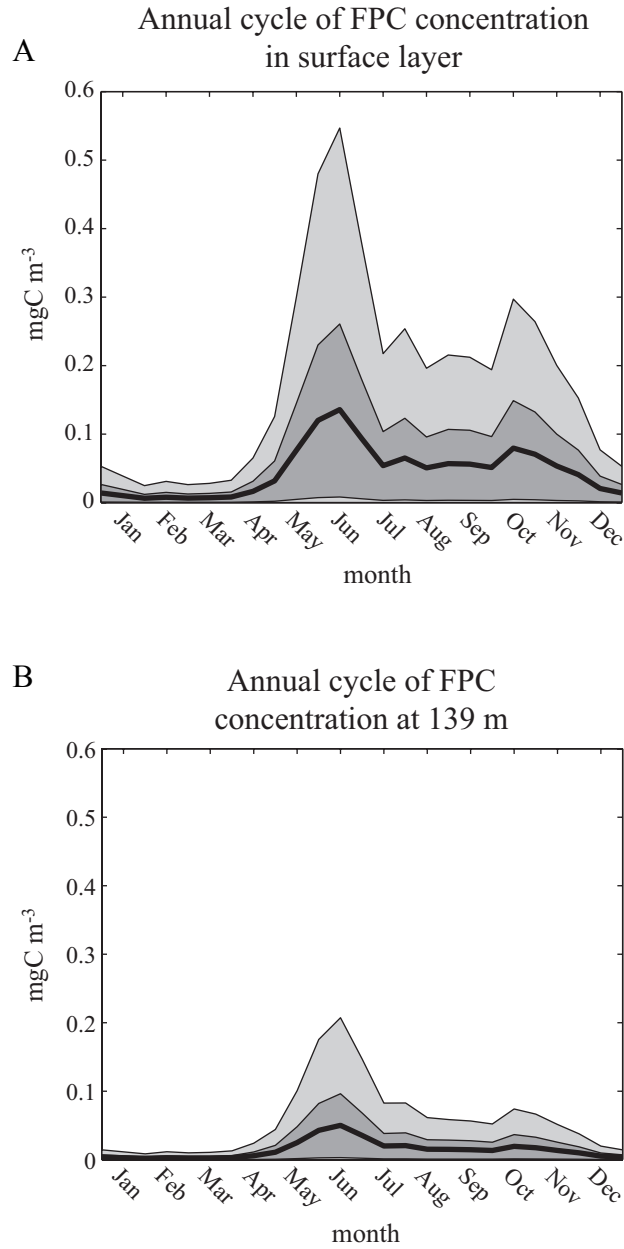 A
Annual cycle of FPC concentration
in surface layer
0.6
0.5
0.4
0.3
0.2
0.1
0
mgC m-3
Jan Feb Mar Apr May Jun Jul Aug Sep Oct Nov Dec
month
B
Annual cycle of FPC
concentration at 139 m
0.6
0.5
0.4
0.3
0.2
0.1
0
mgC m-3
Jan Feb Mar Apr May Jun Jul Aug Sep Oct Nov Dec
month